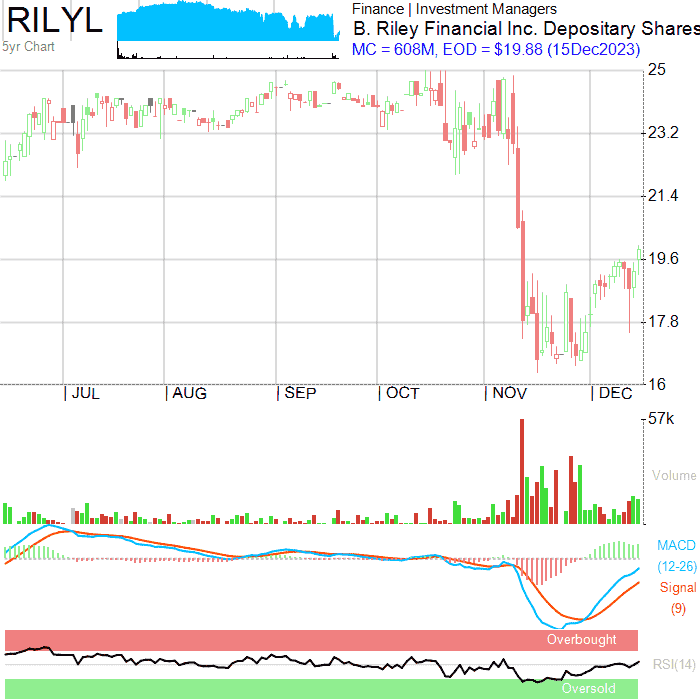 RILYL
5yr Chart
Finance | Investment Managers
B. Riley Financial Inc. Depositary Shares
MC = 608M, EOD = $19.88 (15Dec2023)
25
23.2
21.4
19.6
17.8
16
| JUL | AUG | SEP | OCT | NOV | DEC
57k
Volume
MACD
(12-26)
Signal
(9)
Overbought
RSI(14)
Oversold